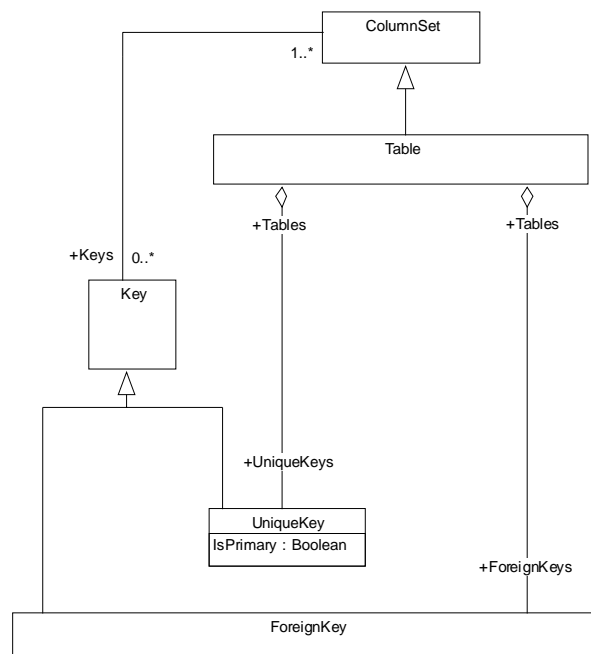 ColumnSet
1..*
Table
+Tables
+Tables
+Keys
0..*
Key
+UniqueKeys
UniqueKey
IsPrimary : Boolean
+ForeignKeys
ForeignKey